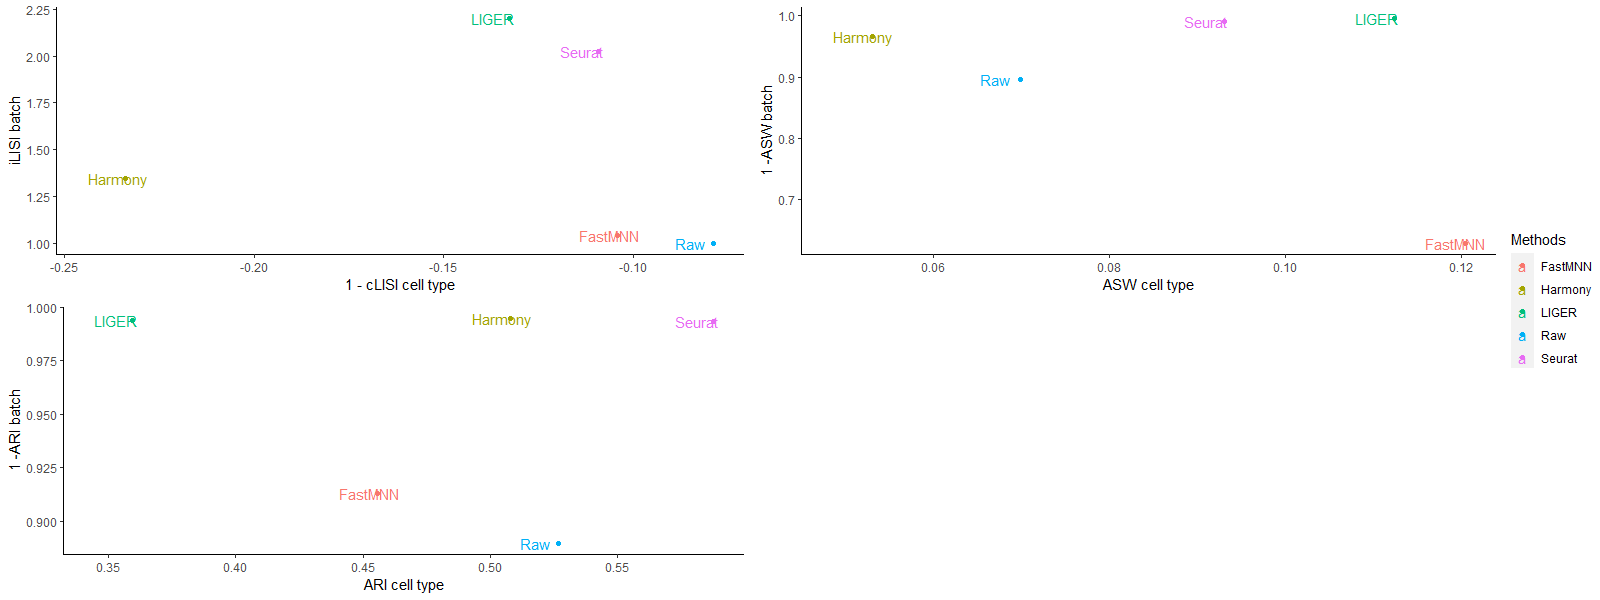 2.25
2.00
1.75
1.50
1.25
1.00
iLISI batch
LIGER
Seurat
Harmony
FastMNN
Raw
-0.25
-0.20
-0.15
-0.10
1 - cLISI cell type
1.0
0.9
0.8
0.7
1 -ASW batch
Seurat
LIGER
Harmony
Raw
FastMNN
0.06
0.08
0.10
0.12
ASW cell type
1.000
0.975
0.950
0.925
0.900
1 -ARI batch
LIGER
Harmony
Seurat
FastMNN
Raw
0.35
0.40
0.45
0.50
0.55
ARI cell type
Methods
a FastMNN
a Harmony
a LIGER
a Raw
a Seurat